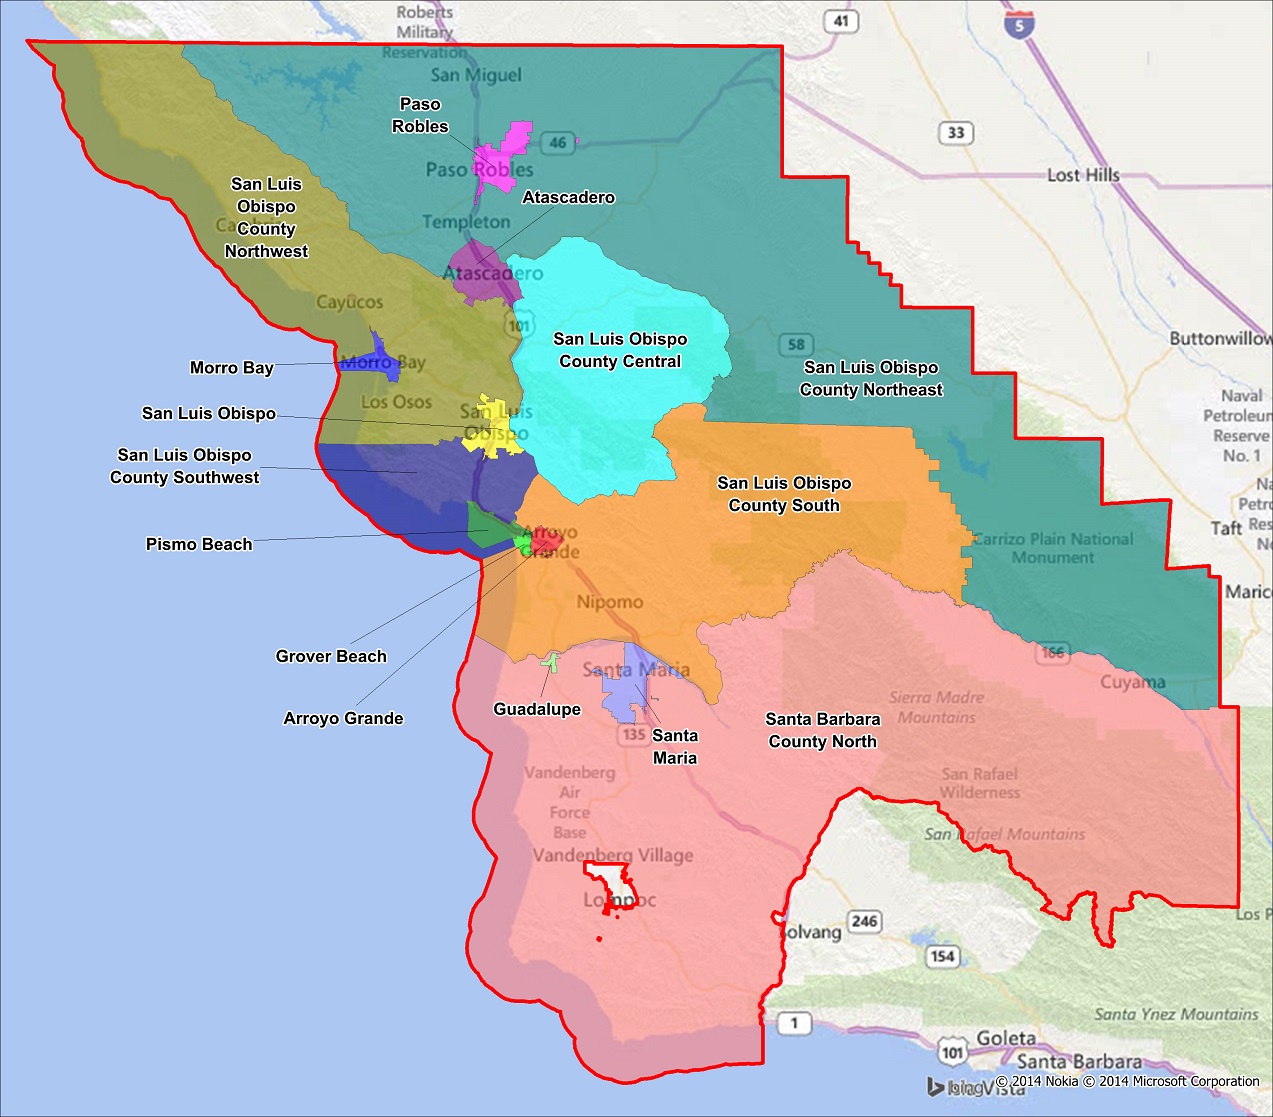 Roberts
Military
Reservation
41
5
San Miguel
Paso
Robles
46
33
Paso Robles
Lost Hills
San Luis
Obispo
County
Northwest
Atascadero
Templeton
Atascadero
Cayucos
101
San Luis Obispo
County Central
58
Buttonwillow
Morro Bay
Morro Bay
San Luis Obispo
County Northeast
Los Osos
San Luis
Obispo
San Luis Obispo
Naval
Petroleum
Reserve
No. 1
San Luis Obispo
County Southwest
San Luis Obispo
County South
Taft
Pismo Beach
Arroyo
Grande
Carrizo Plain National
Monument
Nipomo
Grover Beach
166
Santa Maria
Cuyama
Arroyo Grande
Guadalupe
Sierra Madre
Mountains
Santa Barbara
County North
135
Santa
Maria
Vandenberg
Air
Force
Base
San Rafael
Wilderness
San Rafael Mountains
Vandenberg Village
Lompoc
246
Solvang
154
Los P
1
Santa Ynez Mountains
Goleta
101
Santa Barbara
bing
© 2014 Nokia © 2014 Microsoft Corporation